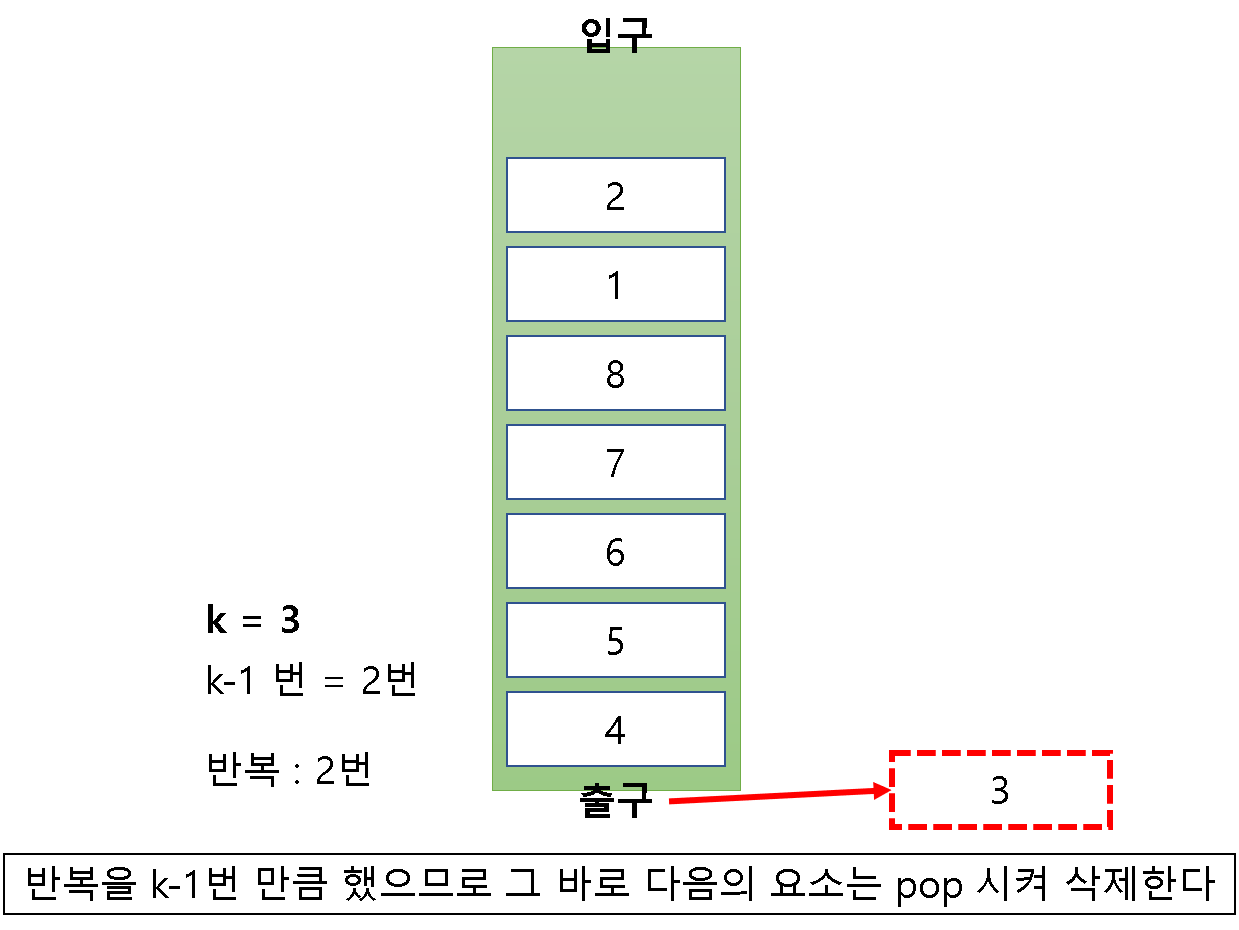 입구
2
1
8
7
6
5
4
출구
k = 3
k-1 번 = 2번
반복 : 2번
3
반복을 k-1번 만큼 했으므로 그 바로 다음의 요소는 pop 시켜 삭제한다